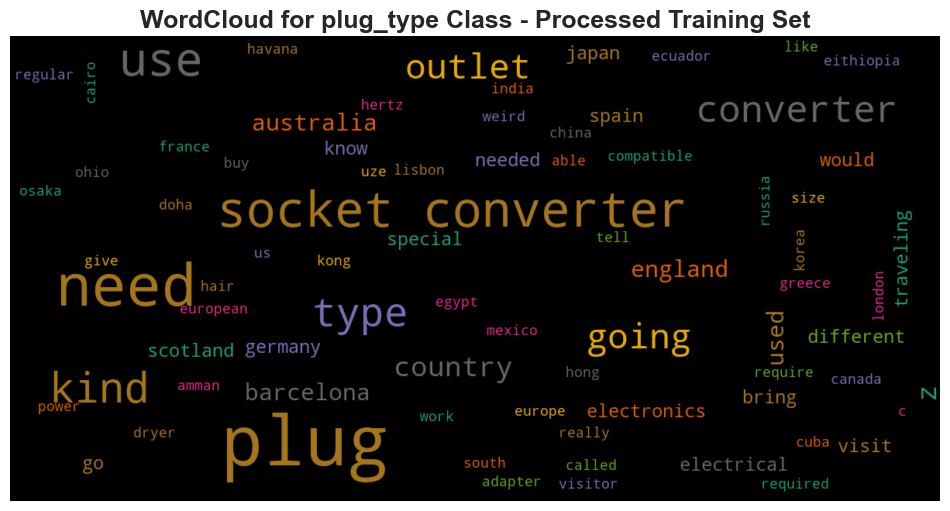 WordCloud for plug_type Class - Processed Training Set
use
havana
outlet
japan
ecuador
like
eithiopia
regular
cairo
india
hertz
converter
australia
weird
spain
china
france
know
needed
able
compatible
would
ohio
buy
uze
lisbon
osaka
doha
socket converter
russia
size
special
tell
traveling
give
us
kong
korea
england
need
hair
european
type
egypt
greece
london
mexico
going
used
different
scotland
germany
country
hong
require
canada
kind
amman
barcelona
bring
z
power
work
europe
electronics
c
dryer
plug
really
cuba
visit
go
south
called
electrical
adapter
visitor
required